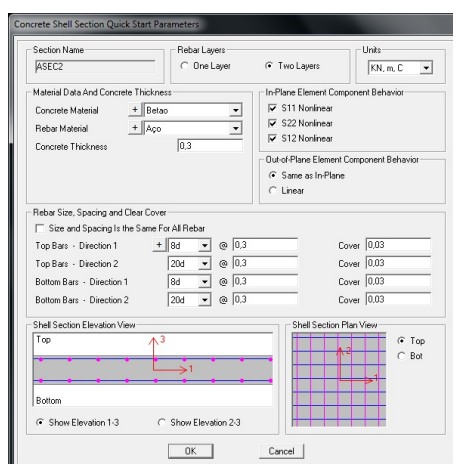 Concrete Shell Section Quick Start Parameters
Section Name
ASEC2
Rebar Layers
One Layer
Two Layers
Units
KN, m, C
Material Data And Concrete Thickness
Concrete Material + Betao
Rebar Material + Aço
Concrete Thickness 0,3
In-Plane Element Component Behavior
S11 Nonlinear
S22 Nonlinear
S12 Nonlinear
Out-of-Plane Element Component Behavior
Same as In-Plane
Linear
Rebar Size, Spacing and Clear Cover
Size and Spacing Is the Same For All Rebar
Top Bars - Direction 1 + 8d @ 0,3 Cover 0,03
Top Bars - Direction 2 20d @ 0,3 Cover 0,03
Bottom Bars - Direction 1 8d @ 0,3 Cover 0,03
Bottom Bars - Direction 2 20d @ 0,3 Cover 0,03
Shell Section Elevation View
Top
3
1
Bottom
Show Elevation 1-3 Show Elevation 2-3
Shell Section Plan View
2
1
Top
Bot
OK Cancel